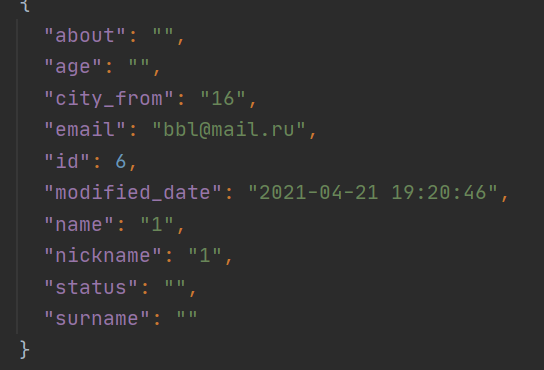 {
"about": "",
"age": "",
"city_from": "16",
"email": "bbl@mail.ru",
"id": 6,
"modified_date": "2021-04-21 19:20:46",
"name": "1",
"nickname": "1",
"status": "",
"surname": ""
}